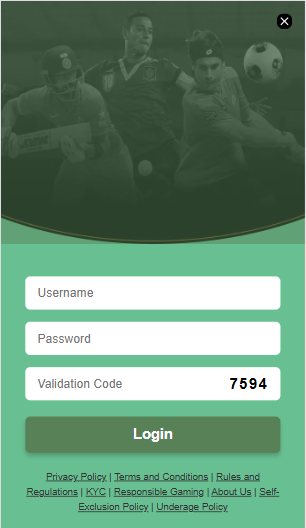 Username
Password
Validation Code 7594
Login
Privacy Policy | Terms and Conditions | Rules and
Regulations | KYC | Responsible Gaming | About Us | Self-
Exclusion Policy | Underage Policy